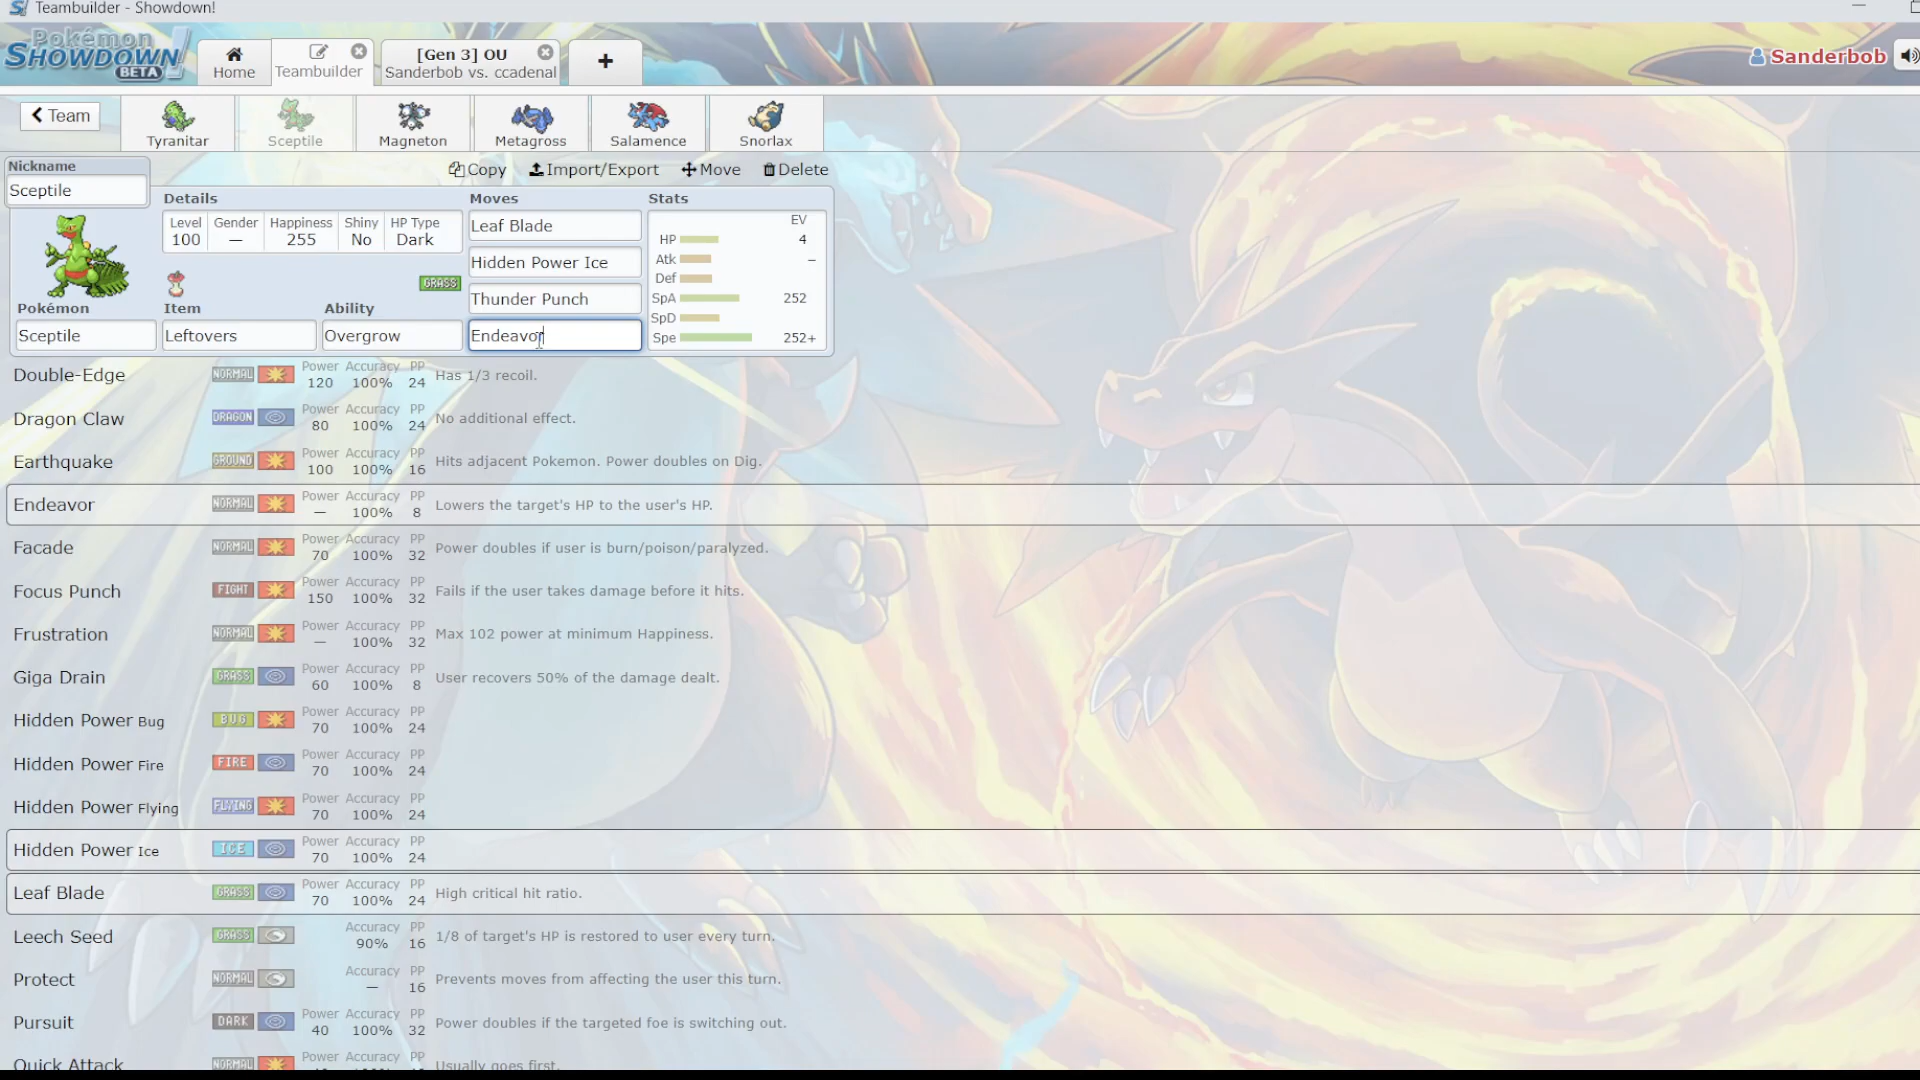 Teambuilder - Showdown!
Pokémon
SHOWDOWN!
BETA
Home
Teambuilder
[Gen 3] OU
Sanderbob vs. ccadenal
+
Sanderbob
Team
Tyranitar
Sceptile
Magneton
Metagross
Salamence
Snorlax
Nickname
Sceptile
Copy
Import/Export
Move
Delete
Details
Moves
Stats
Level Gender Happiness Shiny HP Type
100 — 255 No Dark
GRASS
Pokémon Item Ability
Sceptile Leftovers Overgrow
Leaf Blade
Hidden Power Ice
Thunder Punch
Endeavor
EV
HP 4
Atk –
Def
SpA 252
SpD
Spe 252+
Double-Edge NORMAL Power 120 Accuracy 100% PP 24 Has 1/3 recoil.
Dragon Claw DRAGON Power 80 Accuracy 100% PP 24 No additional effect.
Earthquake GROUND Power 100 Accuracy 100% PP 16 Hits adjacent Pokemon. Power doubles on Dig.
Endeavor NORMAL Power — Accuracy 100% PP 8 Lowers the target's HP to the user's HP.
Facade NORMAL Power 70 Accuracy 100% PP 32 Power doubles if user is burn/poison/paralyzed.
Focus Punch FIGHT Power 150 Accuracy 100% PP 32 Fails if the user takes damage before it hits.
Frustration NORMAL Power — Accuracy 100% PP 32 Max 102 power at minimum Happiness.
Giga Drain GRASS Power 60 Accuracy 100% PP 8 User recovers 50% of the damage dealt.
Hidden Power Bug BUG Power 70 Accuracy 100% PP 24
Hidden Power Fire FIRE Power 70 Accuracy 100% PP 24
Hidden Power Flying FLYING Power 70 Accuracy 100% PP 24
Hidden Power Ice ICE Power 70 Accuracy 100% PP 24
Leaf Blade GRASS Power 70 Accuracy 100% PP 24 High critical hit ratio.
Leech Seed GRASS Accuracy 90% PP 16 1/8 of target's HP is restored to user every turn.
Protect NORMAL Accuracy — PP 16 Prevents moves from affecting the user this turn.
Pursuit DARK Power 40 Accuracy 100% PP 32 Power doubles if the targeted foe is switching out.
Quick Attack NORMAL Power Accuracy PP Usually goes first.